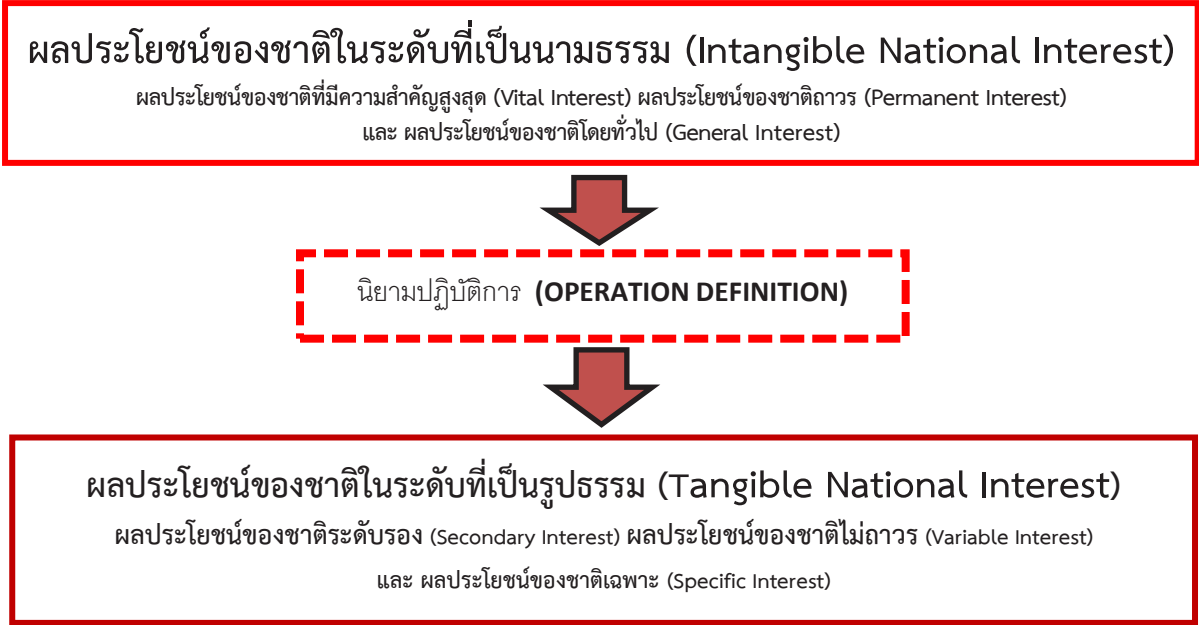 ผลประโยชน์ของชาติในระดับที่เป็นนามธรรม (Intangible National Interest)
ผลประโยชน์ของชาติที่มีความสำคัญสูงสุด (Vital Interest) ผลประโยชน์ของชาติถาวร (Permanent Interest)
และ ผลประโยชน์ของชาติโดยทั่วไป (General Interest)
นิยามปฏิบัติการ (OPERATION DEFINITION)
ผลประโยชน์ของชาติในระดับที่เป็นรูปธรรม (Tangible National Interest)
ผลประโยชน์ของชาติระดับรอง (Secondary Interest) ผลประโยชน์ของชาติไม่ถาวร (Variable Interest)
และ ผลประโยชน์ของชาติเฉพาะ (Specific Interest)